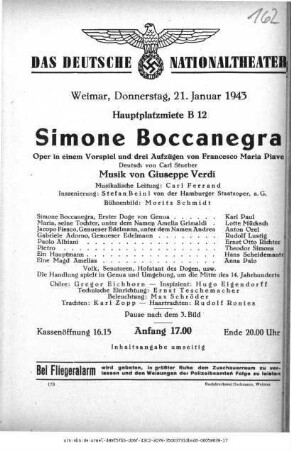 162
DAS DEUTSCHE NATIONALTHEATER
Weimar, Donnerstag, 21. Januar 1943
Hauptplatzmiete B 12
Simone Boccanegra
Oper in einem Vorspiel und drei Aufzügen von Francesco Maria Piave
Deutsch von Carl Stueber
Musik von Giuseppe Verdi
Musikalische Leitung: Carl Ferrand
Inszenierung: Stefan Beinl von der Hamburger Staatsoper, a. G.
Bühnenbild: Moritz Schmidt
Simone Boccanegra, Erster Doge von Genua Karl Paul
Maria, seine Tochter, unter dem Namen Amelia Grimaldi Lotte
Jacopo Fiesco, Genueser Edelmann, unter dem Namen Andrea Anton
Gabriele Adorno, Genueser Edelmann Rudolf Lustig
Paolo Albiani Ernst Otto
Pietro Theodor Simons
Ein Hauptmann Hans Scheidemantel
Eine Magd Amelias Anna
Volk, Senatoren, Hofstaat des Dogen, usw.
Die Handlung spielt in Genua und Umgebung, um die Mitte des 14. Jahrhunderts
Chöre: Gregor Eichhorn — Inspizient: Hugo Elgendorff
Technische Einrichtung: Ernst Teschemacher
Beleuchtung: Max Schröder
Trachten: Karl Zopp — Haartrachten: Rudolf Ronies
Pause nach dem 3. Bild
Kassenöffnung 16.15 Anfang 17.00 Ende 20.00 Uhr
Inhaltsangabe umseitig
Bei Fliegeralarm wird gebeten, in größter Ruhe den Zuschauerraum zu verlassen und den Weisungen der Polizeibeamten Folge zu leisten
Weimar